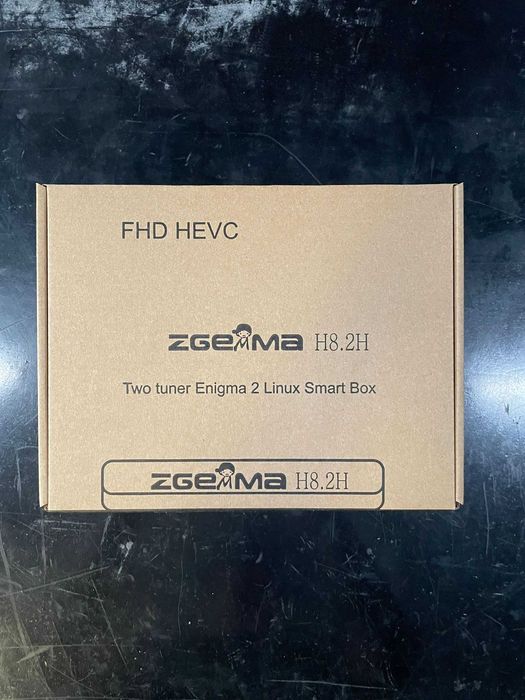 FHD HEVC
ZGEMMA H8.2H
Two tuner Enigma 2 Linux Smart Box
ZGEMMA H8.2H